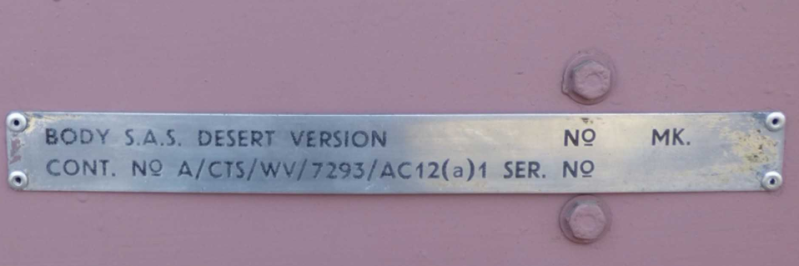 BODY S.A.S. DESERT VERSION Nº MK.
CONT. Nº A/CTS/WV/7293/AC12(a)1 SER. Nº